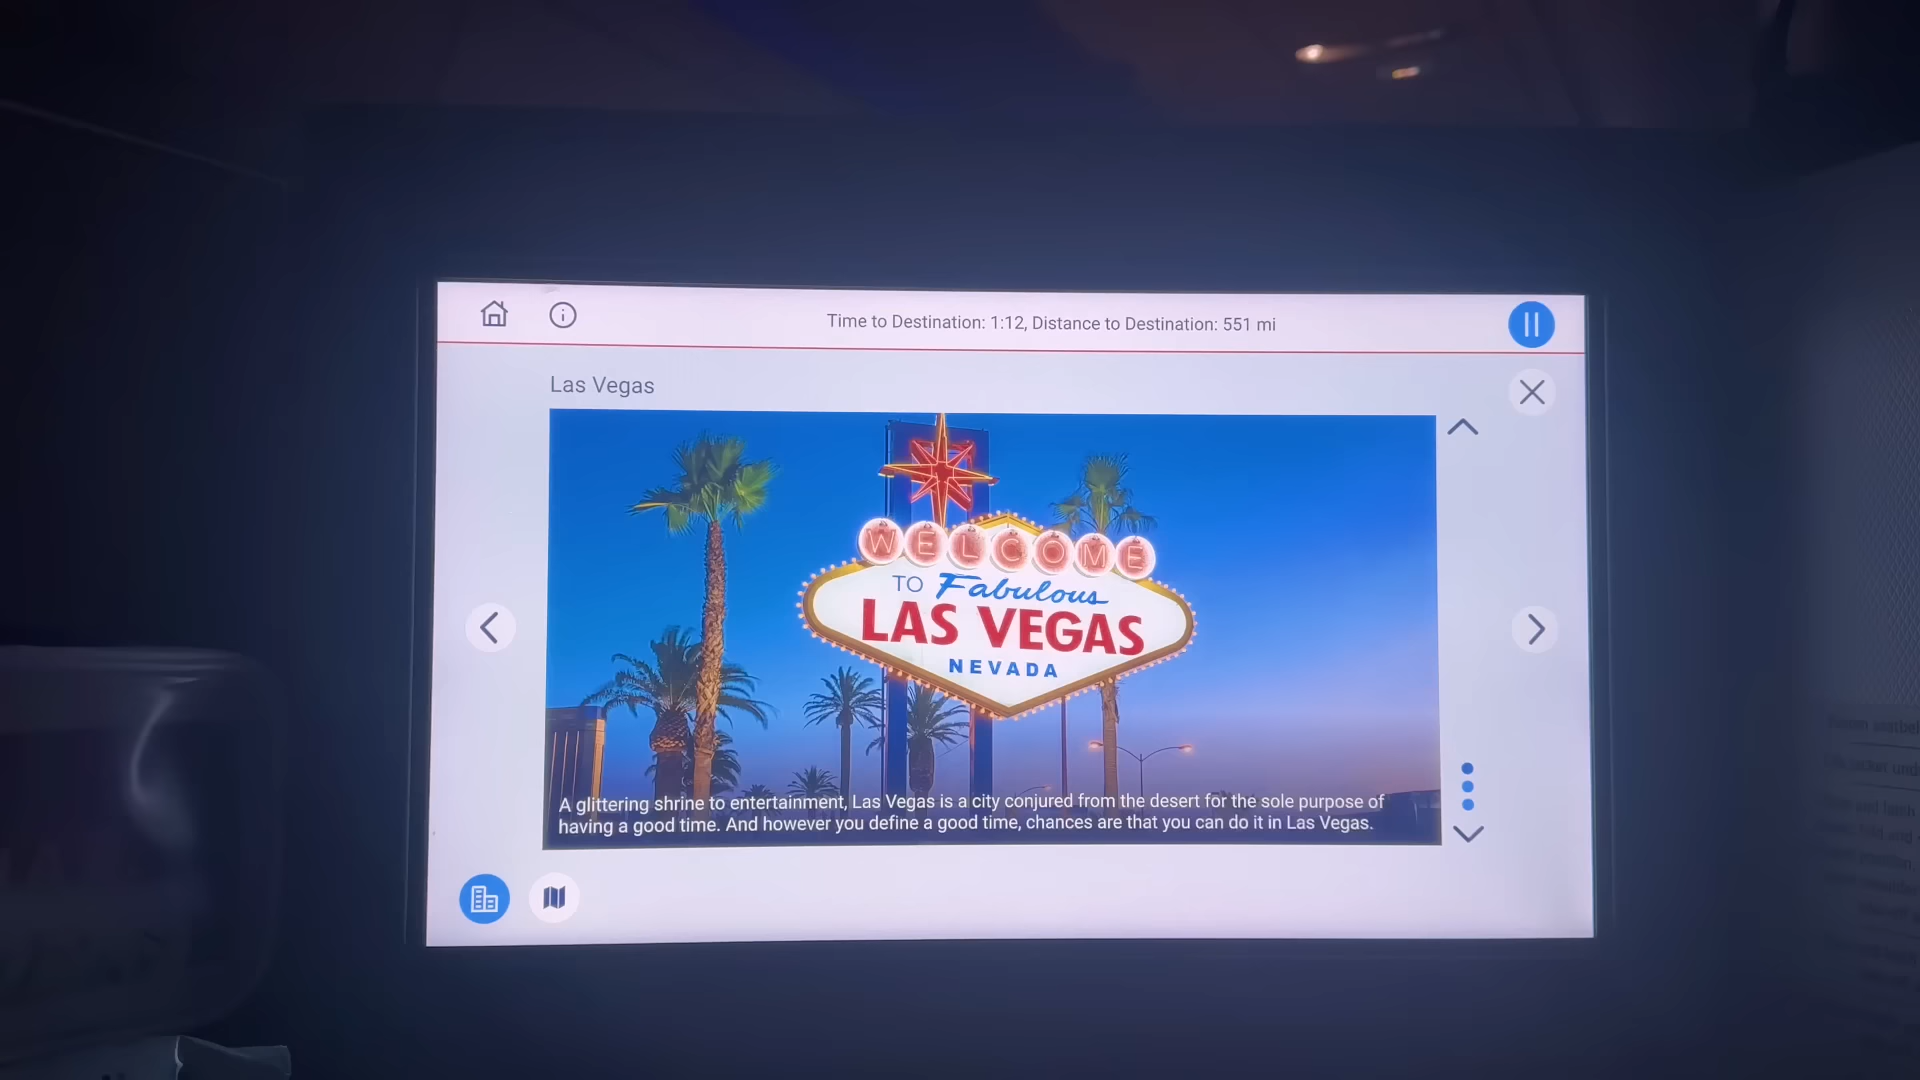 Time to Destination: 1:12, Distance to Destination: 551 mi
Las Vegas
WELCOME
TO Fabulous
LAS VEGAS
NEVADA
A glittering shrine to entertainment, Las Vegas is a city conjured from the desert for the sole purpose of
having a good time. And however you define a good time, chances are that you can do it in Las Vegas.